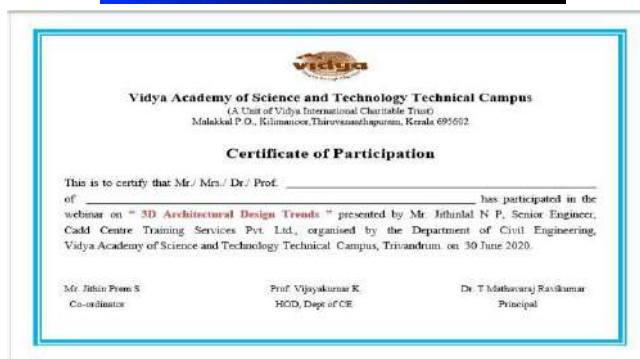 vidya
Vidya Academy of Science and Technology Technical Campus
(A Unit of Vidya International Charitable Trust)
Malakkal P.O., Kilimanoor,Thiruvananthapuram, Kerala 695602
Certificate of Participation
This is to certify that Mr./ Mrs./ Dr./ Prof.
of has participated in the
webinar on " 3D Architectural Design Trends " presented by Mr. Jithinlal N P, Senior Engineer,
Cadd Centre Training Services Pvt. Ltd., organised by the Department of Civil Engineering,
Vidya Academy of Science and Technology Technical Campus, Trivandrum. on 30 June 2020.
Mr. Jithin Prem S Prof. Vijayakumar K Dr. T Mathavaraj Ravikumar
Co-ordinator HOD, Dept of CE Principal